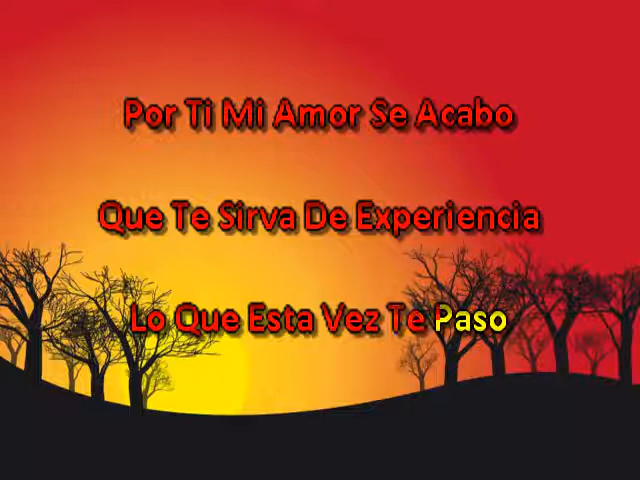 Por Ti Mi Amor Se Acabo
Que Te Sirva De Experiencia
Lo Que Esta Vez Te Paso